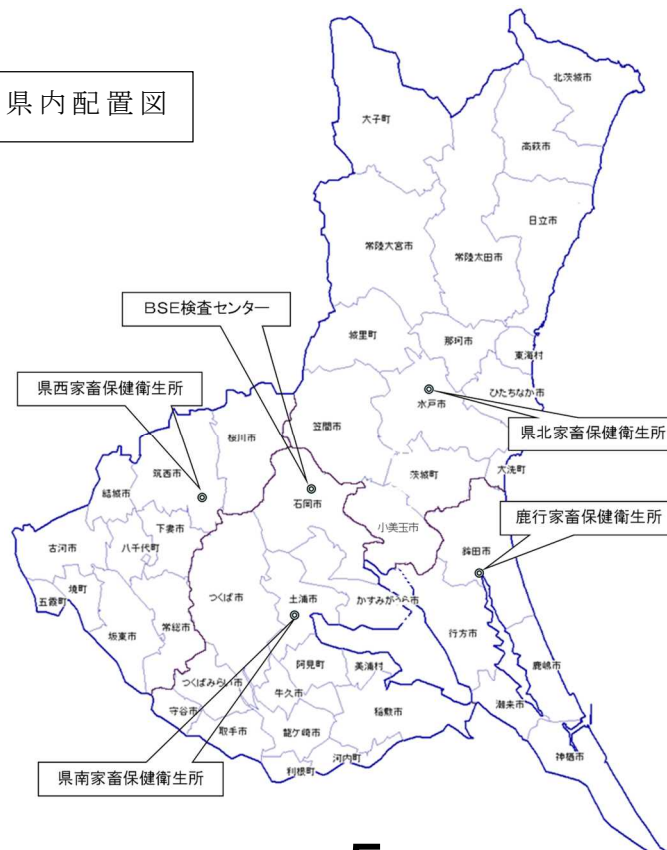 県内配置図
北茨城市
大子町
高萩市
日立市
常陸大宮市
常陸太田市
BSE検査センター
城里町
那珂市
東海村
県西家畜保健衛生所
ひたちなか市
水戸市
笠間市
桜川市
県北家畜保健衛生所
筑西市
茨城町
大洗町
結城市
石岡市
小美玉市
鹿行家畜保健衛生所
下妻市
古河市
八千代町
鉾田市
境町
五霞町
つくば市
土浦市
かすみがうら市
常総市
坂東市
行方市
阿見町
美浦村
鹿嶋市
つくばみらい市
牛久市
守谷市
稲敷市
潮来市
取手市
龍ケ崎市
河内町
神栖市
利根町
県南家畜保健衛生所